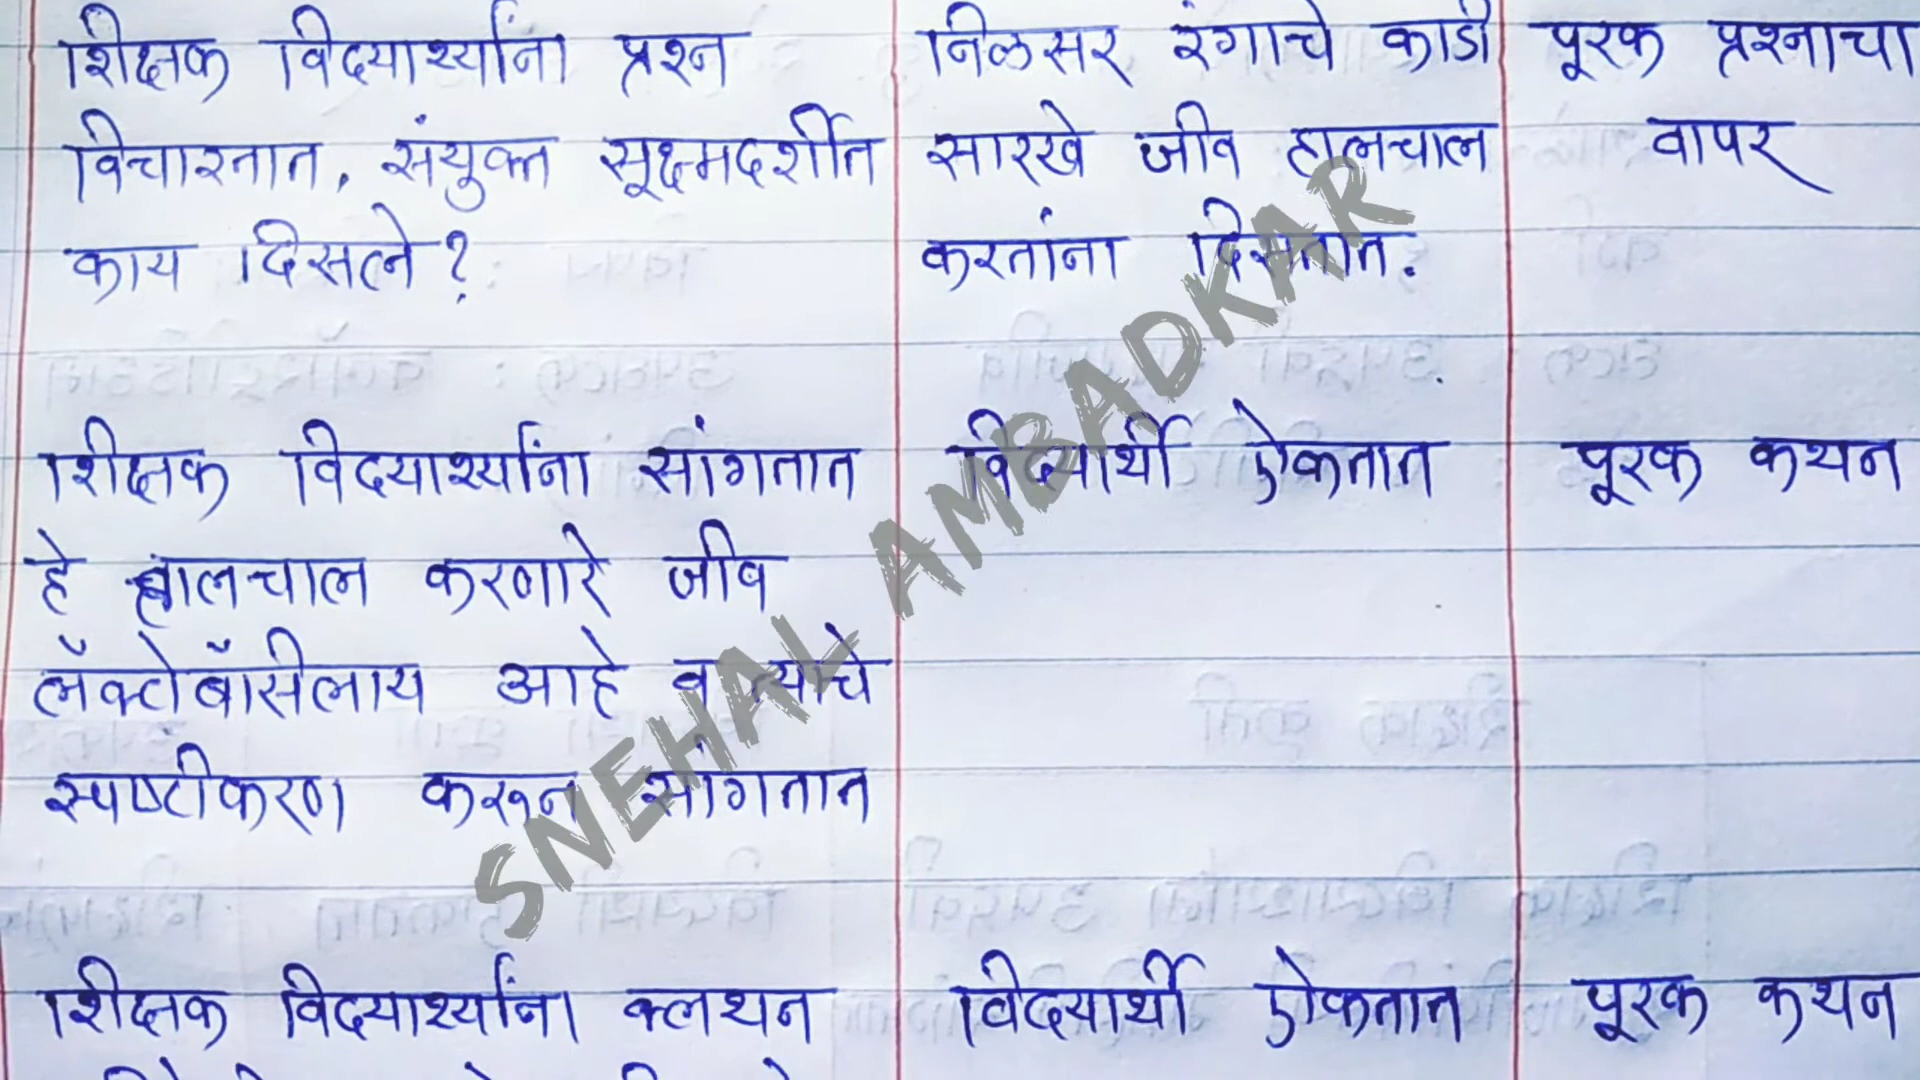 शिक्षक विद्यार्थ्यांना प्रश्न
विचारतात, संयुक्त सूक्ष्मदर्शीत
काय दिसले?
निळसर रंगाचे काडी
सारखे जीव हालचाल
करतांना दिसतात.
पूरक प्रश्नाचा
वापर
शिक्षक विद्यार्थ्यांना सांगतात
हे हालचाल करणारे जीव
लॅक्टोबॅसीलाय आहे व त्याचे
स्पष्टीकरण करून सांगतात
विद्यार्थी ऐकतात
पूरक कथन
शिक्षक विद्यार्थ्यांना क्लथन
विद्यार्थी ऐकतात
पूरक कथन
SNEHAL AMBADKAR